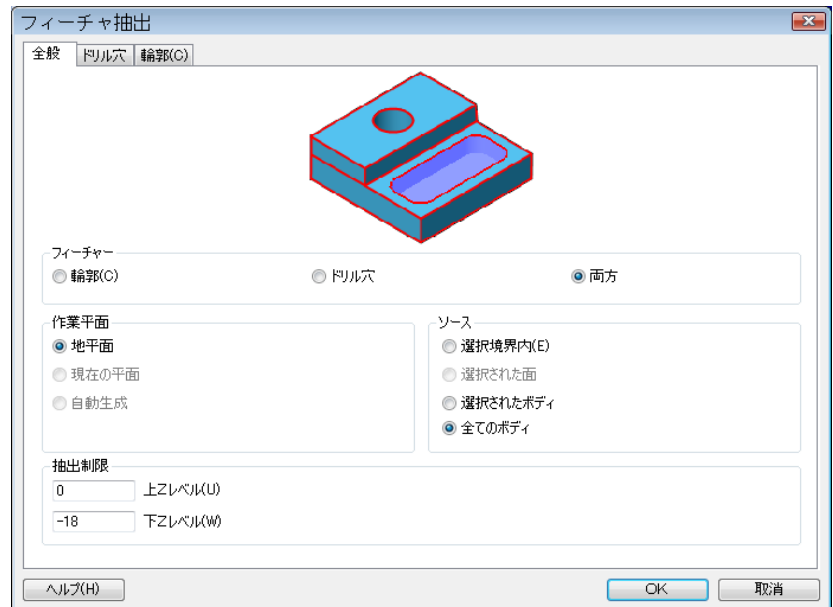 フィーチャ抽出
全般 ドリル穴 輪郭(C)
フィーチャー
輪郭(C) ドリル穴 両方
作業平面
地平面
現在の平面
自動生成
ソース
選択境界内(E)
選択された面
選択されたボディ
全てのボディ
抽出制限
0 上Zレベル(U)
-18 下Zレベル(W)
ヘルプ(H) OK 取消